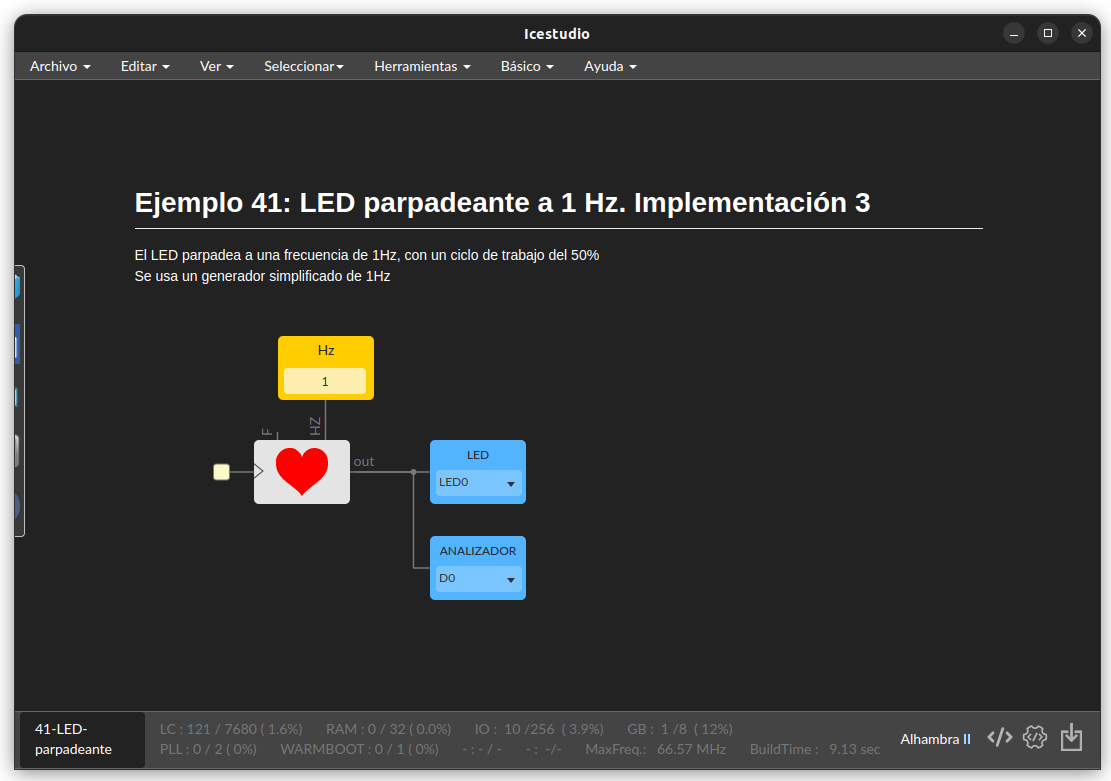 Icestudio
Archivo Editar Ver Seleccionar Herramientas Básico Ayuda
Ejemplo 41: LED parpadeante a 1 Hz. Implementación 3
El LED parpadea a una frecuencia de 1Hz, con un ciclo de trabajo del 50%
Se usa un generador simplificado de 1Hz
Hz
1
F
HZ
out
LED
LED0
ANALIZADOR
D0
41-LED-
parpadeante
LC : 121 / 7680 ( 1.6%) RAM : 0 / 32 ( 0.0%) IO : 10 /256 ( 3.9%) GB : 1 /8 ( 12%)
PLL : 0 / 2 ( 0%) WARMBOOT : 0 / 1 ( 0%) - : - / - - : -/- MaxFreq.: 66.57 MHz BuildTime : 9.13 sec
Alhambra II